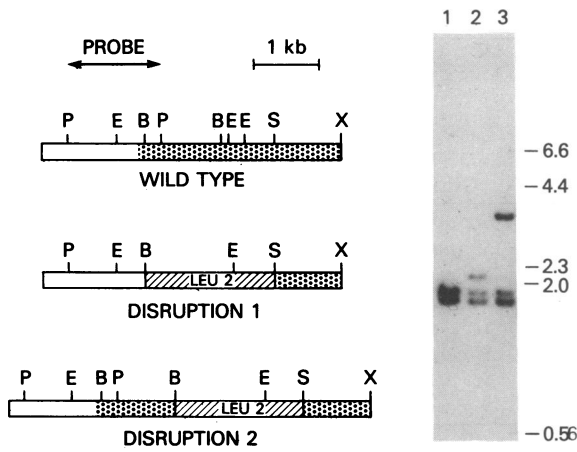 PROBE
1 kb
P E B P B E E S X
WILD TYPE
P E B E S X
LEU 2
DISRUPTION 1
P E B P B E S X
LEU 2
DISRUPTION 2
1 2 3
6.6
4.4
2.3
2.0
0.56